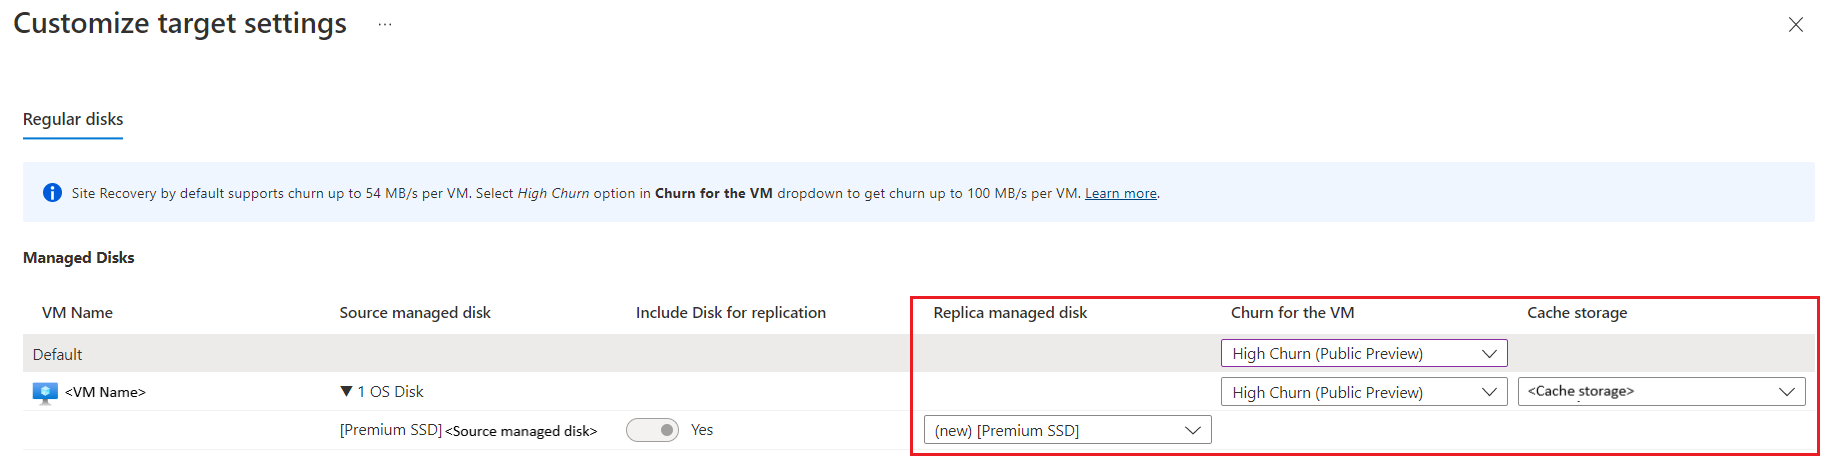 Customize target settings ...
Regular disks
Site Recovery by default supports churn up to 54 MB/s per VM. Select High Churn option in Churn for the VM dropdown to get churn up to 100 MB/s per VM. Learn more.
Managed Disks
VM Name Source managed disk Include Disk for replication Replica managed disk Churn for the VM Cache storage
Default High Churn (Public Preview)
<VM Name> 1 OS Disk High Churn (Public Preview) <Cache storage>
[Premium SSD] <Source managed disk> Yes (new) [Premium SSD]